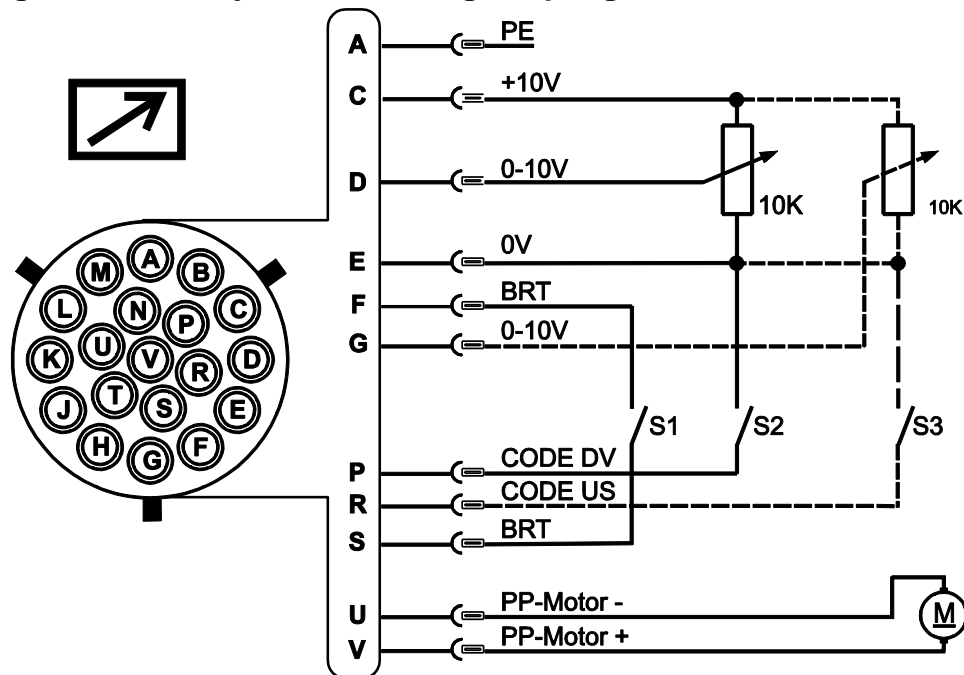 A PE
C +10V
D 0-10V
10K
10K
E 0V
F BRT
G 0-10V
S1
S2
S3
P CODE DV
R CODE US
S BRT
U PP-Motor -
V PP-Motor +
M
A
B
M
C
L
N
P
D
K
U
V
R
E
J
T
S
F
H
G